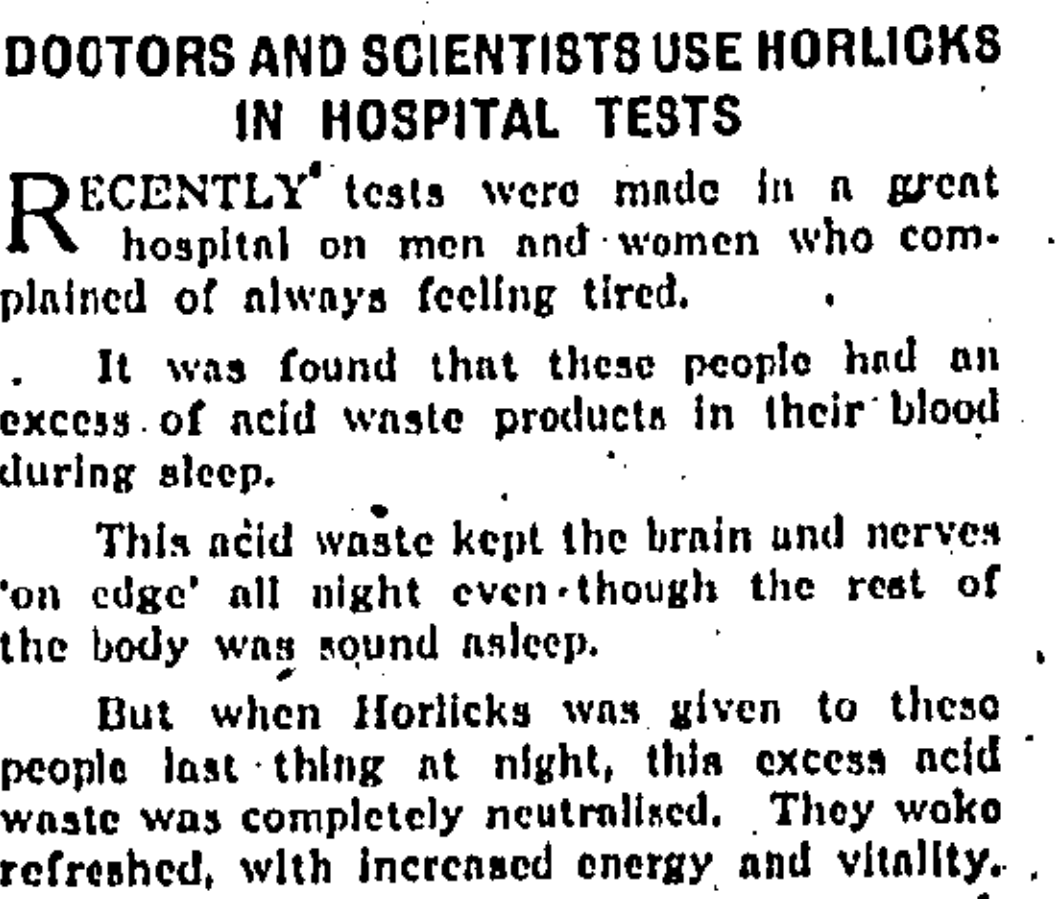 DOCTORS AND SCIENTISTS USE HORLICKS
IN HOSPITAL TESTS
RECENTLY tests were made in a great
hospital on men and women who com-
plained of always feeling tired.
It was found that these people had an
excess of acid waste products in their blood
during sleep.
This acid waste kept the brain and nerves
'on edge' all night even though the rest of
the body was sound asleep.
But when Horlicks was given to these
people last thing at night, this excess acid
waste was completely neutralised. They woke
refreshed, with increased energy and vitality.